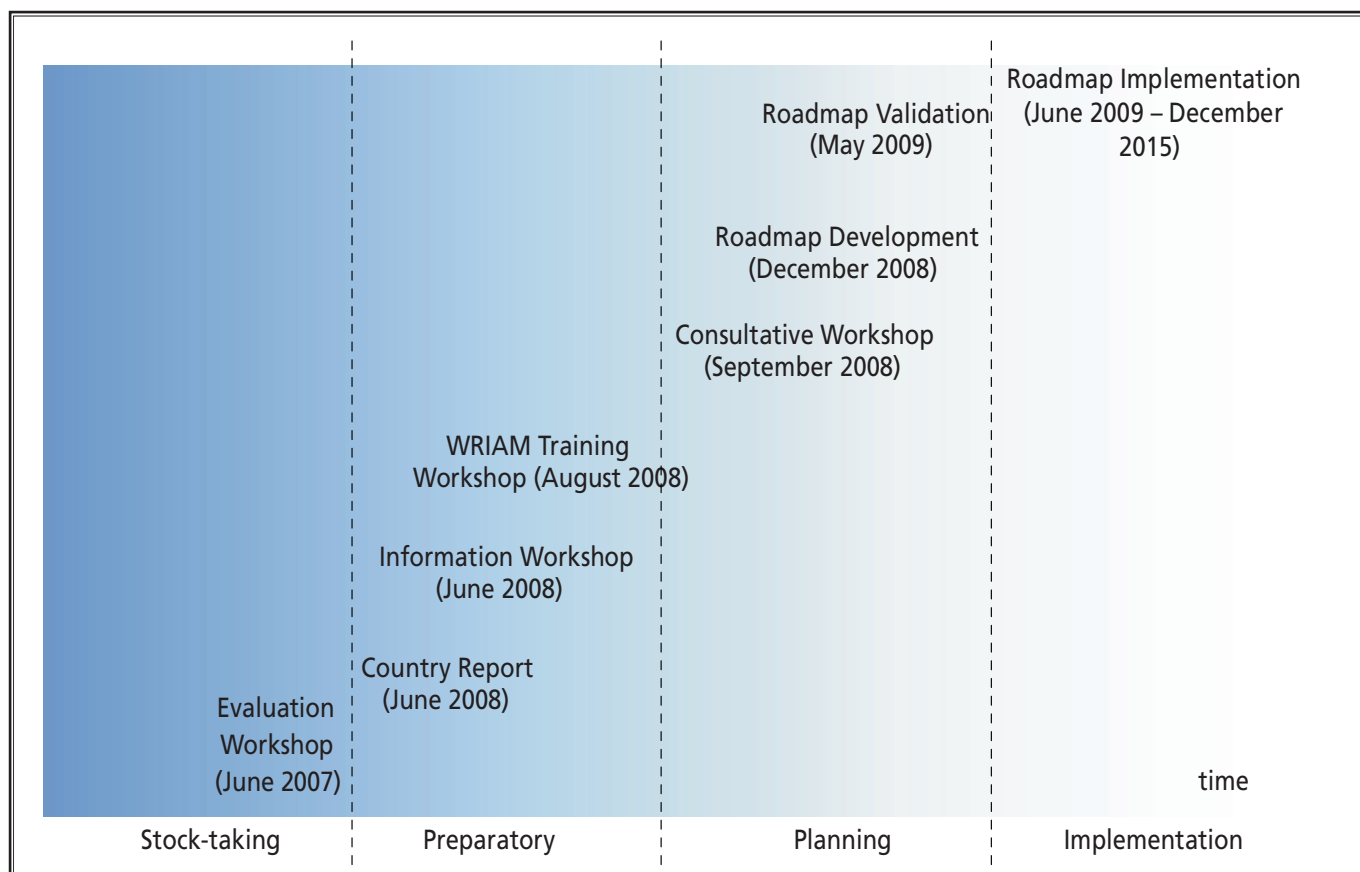 Roadmap Implementation
(June 2009 – December
2015)
Roadmap Validation
(May 2009)
Roadmap Development
(December 2008)
Consultative Workshop
(September 2008)
WRIAM Training
Workshop (August 2008)
Information Workshop
(June 2008)
Country Report
(June 2008)
Evaluation
Workshop
(June 2007)
time
Stock-taking
Preparatory
Planning
Implementation